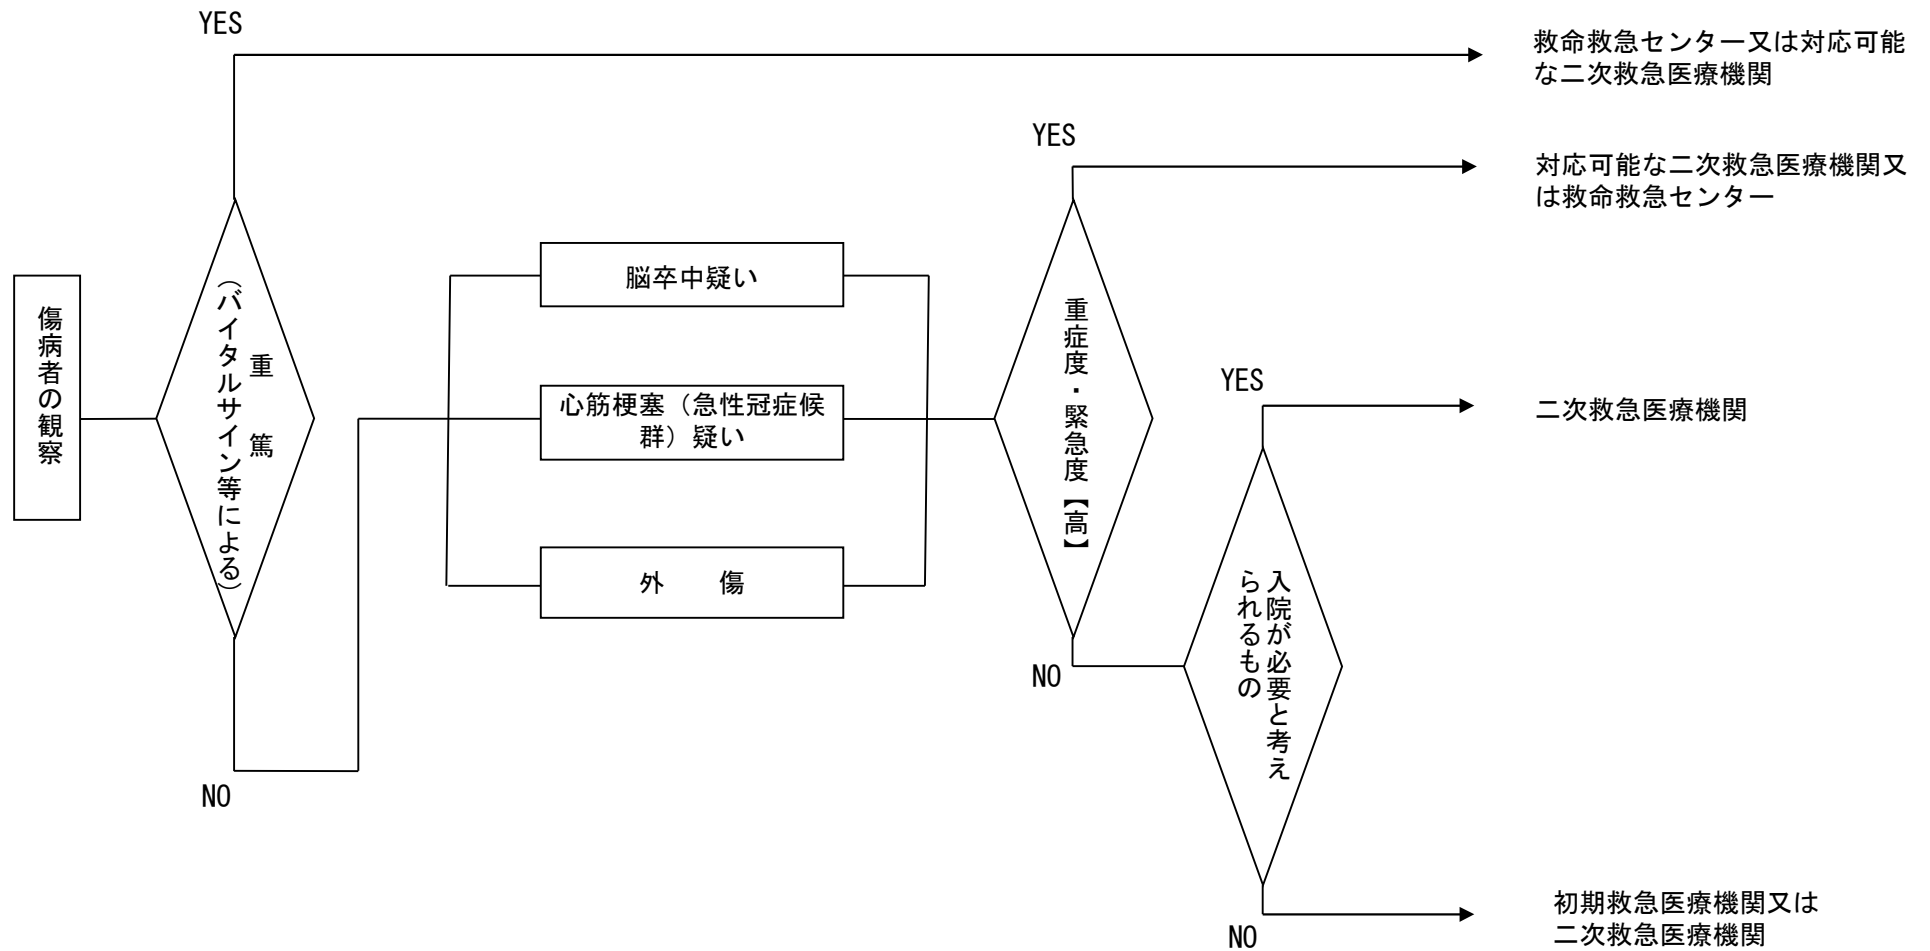 傷病者の観察
YES
重篤
（バイタルサイン等による）
NO
脳卒中疑い
心筋梗塞（急性冠症候
群）疑い
外　　傷
YES
重症度・緊急度【高】
NO
YES
入院が必要と考え
られるもの
NO
救命救急センター又は対応可能
な二次救急医療機関
対応可能な二次救急医療機関又
は救命救急センター
二次救急医療機関
初期救急医療機関又は
二次救急医療機関